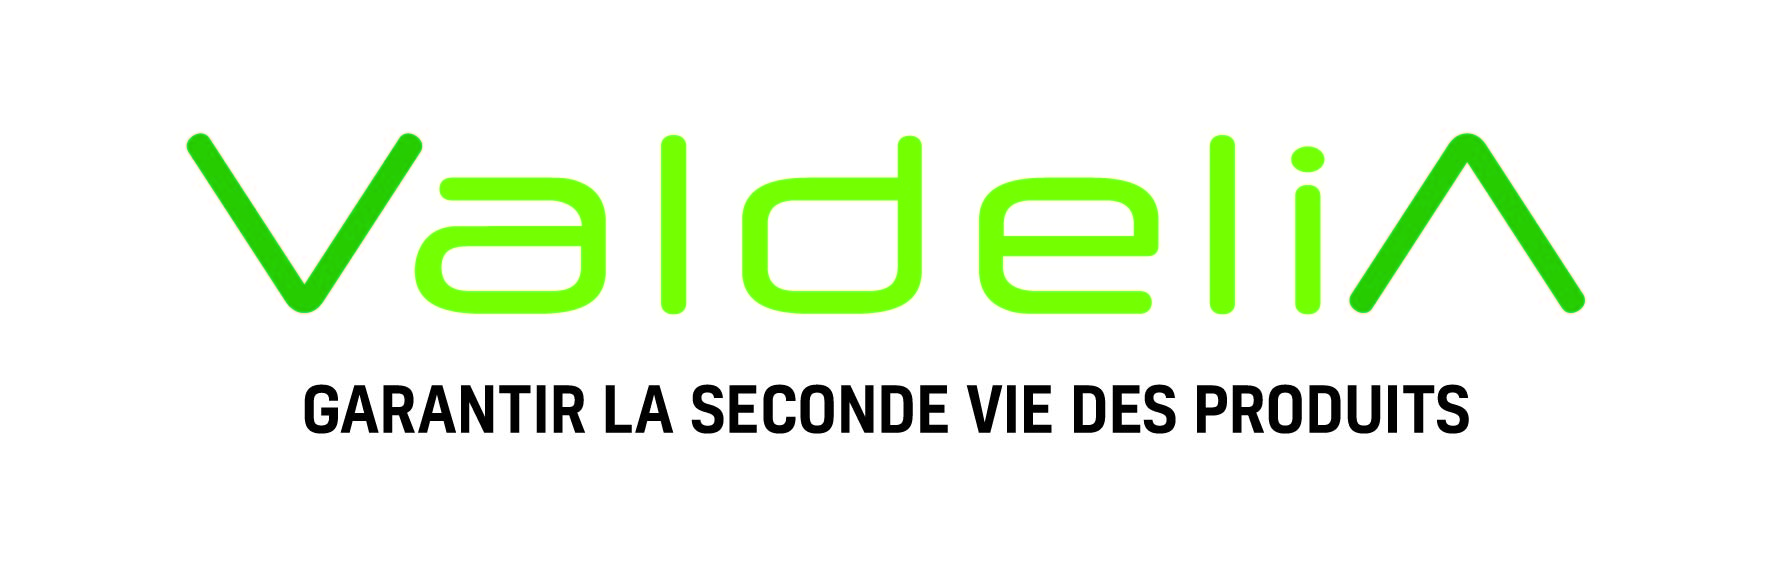 ValdeliA
GARANTIR LA SECONDE VIE DES PRODUITS